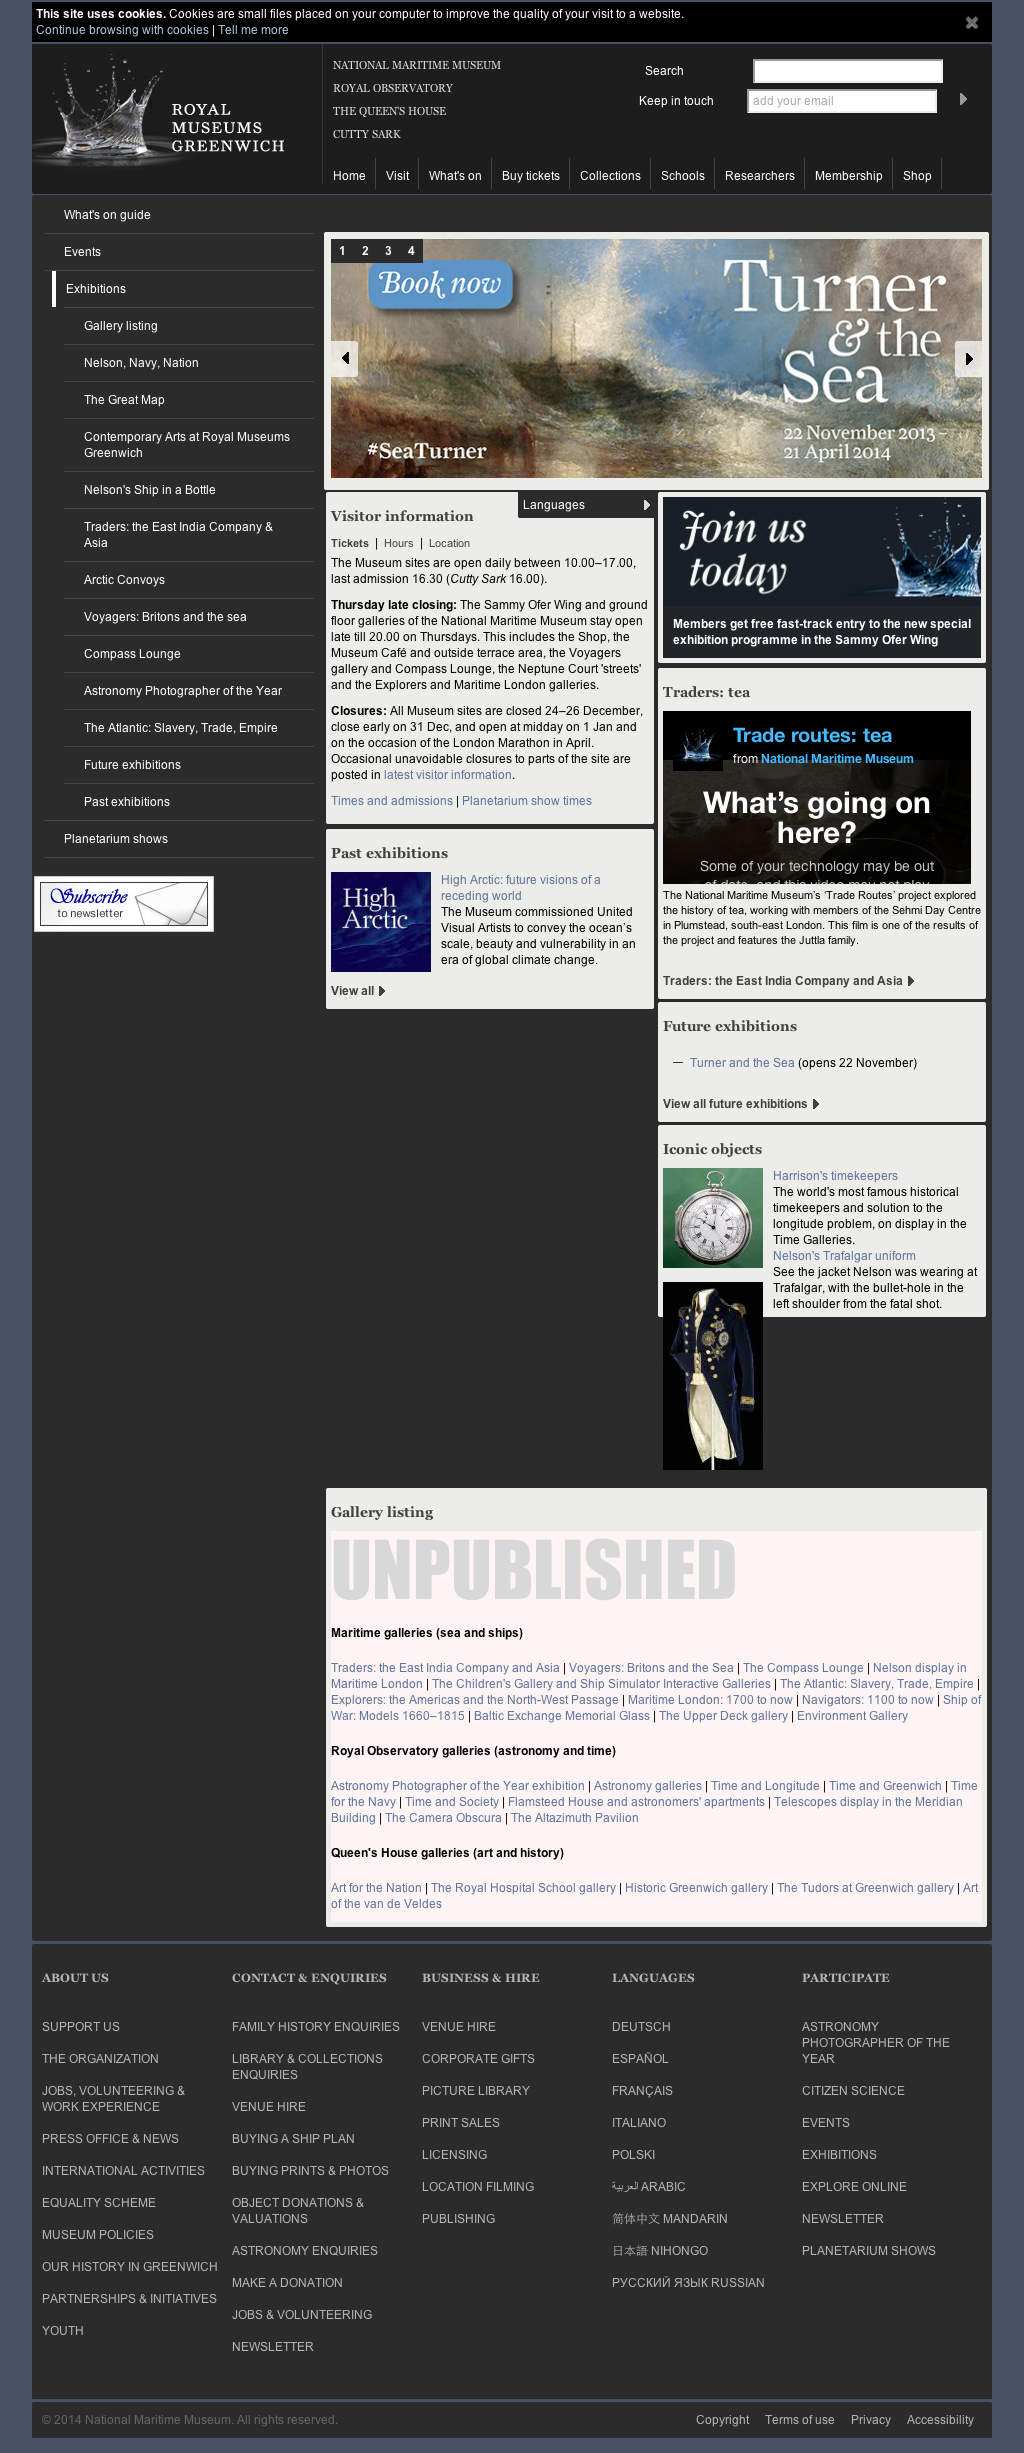 This site uses cookies. Cookies are small files placed on your computer to improve the quality of your visit to a website.
Continue browsing with cookies | Tell me more
ROYAL
MUSEUMS
GREENWICH
NATIONAL MARITIME MUSEUM
ROYAL OBSERVATORY
THE QUEEN'S HOUSE
CUTTY SARK
Search
Keep in touch
add your email
Home
Visit
What's on
Buy tickets
Collections
Schools
Researchers
Membership
Shop
What's on guide
Events
Exhibitions
Gallery listing
Nelson, Navy, Nation
The Great Map
Contemporary Arts at Royal Museums
Greenwich
Nelson's Ship in a Bottle
Traders: the East India Company &
Asia
Arctic Convoys
Voyagers: Britons and the sea
Compass Lounge
Astronomy Photographer of the Year
The Atlantic: Slavery, Trade, Empire
Future exhibitions
Past exhibitions
Planetarium shows
Subscribe
to newsletter
1 2 3 4
Book now
Turner
& the
Sea
#SeaTurner
22 November 2013 –
21 April 2014
Languages
Visitor information
Tickets | Hours | Location
The Museum sites are open daily between 10.00–17.00,
last admission 16.30 (Cutty Sark 16.00).
Thursday late closing: The Sammy Ofer Wing and ground
floor galleries of the National Maritime Museum stay open
late till 20.00 on Thursdays. This includes the Shop, the
Museum Café and outside terrace area, the Voyagers
gallery and Compass Lounge, the Neptune Court 'streets'
and the Explorers and Maritime London galleries.
Closures: All Museum sites are closed 24–26 December,
close early on 31 Dec, and open at midday on 1 Jan and
on the occasion of the London Marathon in April.
Occasional unavoidable closures to parts of the site are
posted in latest visitor information.
Times and admissions | Planetarium show times
Past exhibitions
High
Arctic
High Arctic: future visions of a
receding world
The Museum commissioned United
Visual Artists to convey the ocean's
scale, beauty and vulnerability in an
era of global climate change.
View all
Join us
today
Members get free fast-track entry to the new special
exhibition programme in the Sammy Ofer Wing
Traders: tea
Trade routes: tea
from National Maritime Museum
What's going on
here?
Some of your technology may be out
of date, and this video may not play
The National Maritime Museum's 'Trade Routes' project explored
the history of tea, working with members of the Sehmi Day Centre
in Plumstead, south-east London. This film is one of the results of
the project and features the Juttla family.
Traders: the East India Company and Asia
Future exhibitions
— Turner and the Sea (opens 22 November)
View all future exhibitions
Iconic objects
Harrison's timekeepers
The world's most famous historical
timekeepers and solution to the
longitude problem, on display in the
Time Galleries.
Nelson's Trafalgar uniform
See the jacket Nelson was wearing at
Trafalgar, with the bullet-hole in the
left shoulder from the fatal shot.
Gallery listing
UNPUBLISHED
Maritime galleries (sea and ships)
Traders: the East India Company and Asia | Voyagers: Britons and the Sea | The Compass Lounge | Nelson display in
Maritime London | The Children's Gallery and Ship Simulator Interactive Galleries | The Atlantic: Slavery, Trade, Empire |
Explorers: the Americas and the North-West Passage | Maritime London: 1700 to now | Navigators: 1100 to now | Ship of
War: Models 1660–1815 | Baltic Exchange Memorial Glass | The Upper Deck gallery | Environment Gallery
Royal Observatory galleries (astronomy and time)
Astronomy Photographer of the Year exhibition | Astronomy galleries | Time and Longitude | Time and Greenwich | Time
for the Navy | Time and Society | Flamsteed House and astronomers' apartments | Telescopes display in the Meridian
Building | The Camera Obscura | The Altazimuth Pavilion
Queen's House galleries (art and history)
Art for the Nation | The Royal Hospital School gallery | Historic Greenwich gallery | The Tudors at Greenwich gallery | Art
of the van de Veldes
ABOUT US
SUPPORT US
THE ORGANIZATION
JOBS, VOLUNTEERING &
WORK EXPERIENCE
PRESS OFFICE & NEWS
INTERNATIONAL ACTIVITIES
EQUALITY SCHEME
MUSEUM POLICIES
OUR HISTORY IN GREENWICH
PARTNERSHIPS & INITIATIVES
YOUTH
CONTACT & ENQUIRIES
FAMILY HISTORY ENQUIRIES
LIBRARY & COLLECTIONS
ENQUIRIES
VENUE HIRE
BUYING A SHIP PLAN
BUYING PRINTS & PHOTOS
OBJECT DONATIONS &
VALUATIONS
ASTRONOMY ENQUIRIES
MAKE A DONATION
JOBS & VOLUNTEERING
NEWSLETTER
BUSINESS & HIRE
VENUE HIRE
CORPORATE GIFTS
PICTURE LIBRARY
PRINT SALES
LICENSING
LOCATION FILMING
PUBLISHING
LANGUAGES
DEUTSCH
ESPAÑOL
FRANÇAIS
ITALIANO
POLSKI
العربية ARABIC
简体中文 MANDARIN
日本語 NIHONGO
РУССКИЙ ЯЗЫК RUSSIAN
PARTICIPATE
ASTRONOMY
PHOTOGRAPHER OF THE
YEAR
CITIZEN SCIENCE
EVENTS
EXHIBITIONS
EXPLORE ONLINE
NEWSLETTER
PLANETARIUM SHOWS
© 2014 National Maritime Museum. All rights reserved.
Copyright
Terms of use
Privacy
Accessibility